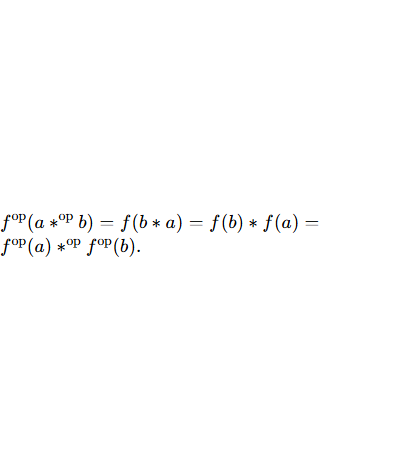 f^op(a *^op b) = f(b * a) = f(b) * f(a) =
f^op(a) *^op f^op(b).